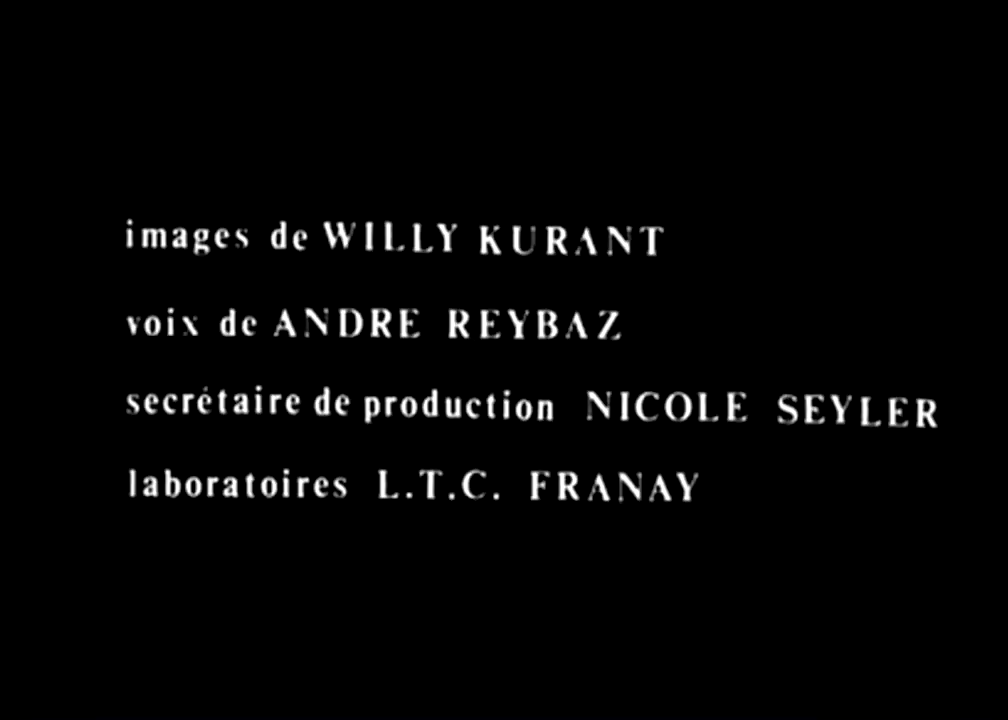 images de WILLY KURANT
voix de ANDRE REYBAZ
secrétaire de production NICOLE SEYLER
laboratoires L.T.C. FRANAY